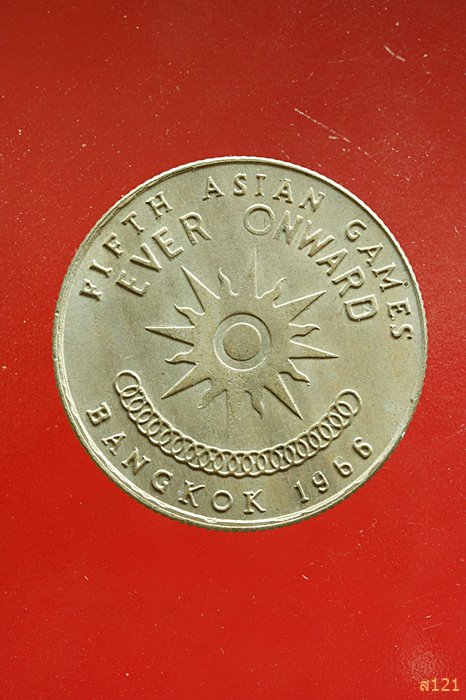 FIFTH ASIAN GAMES
EVER ONWARD
BANGKOK 1966
ส121